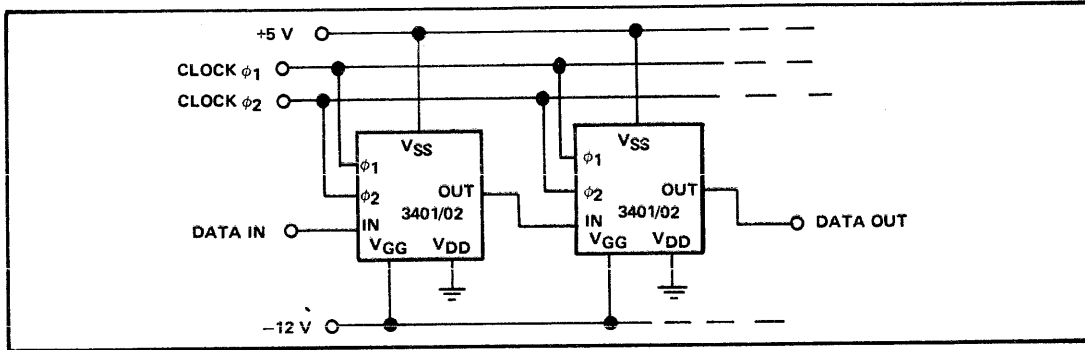 +5 V
CLOCK ϕ1
CLOCK ϕ2
VSS
ϕ1
ϕ2
OUT
3401/02
IN
VGG VDD
DATA IN
VSS
ϕ1
ϕ2
OUT
3401/02
IN
VGG VDD
DATA OUT
−12 V